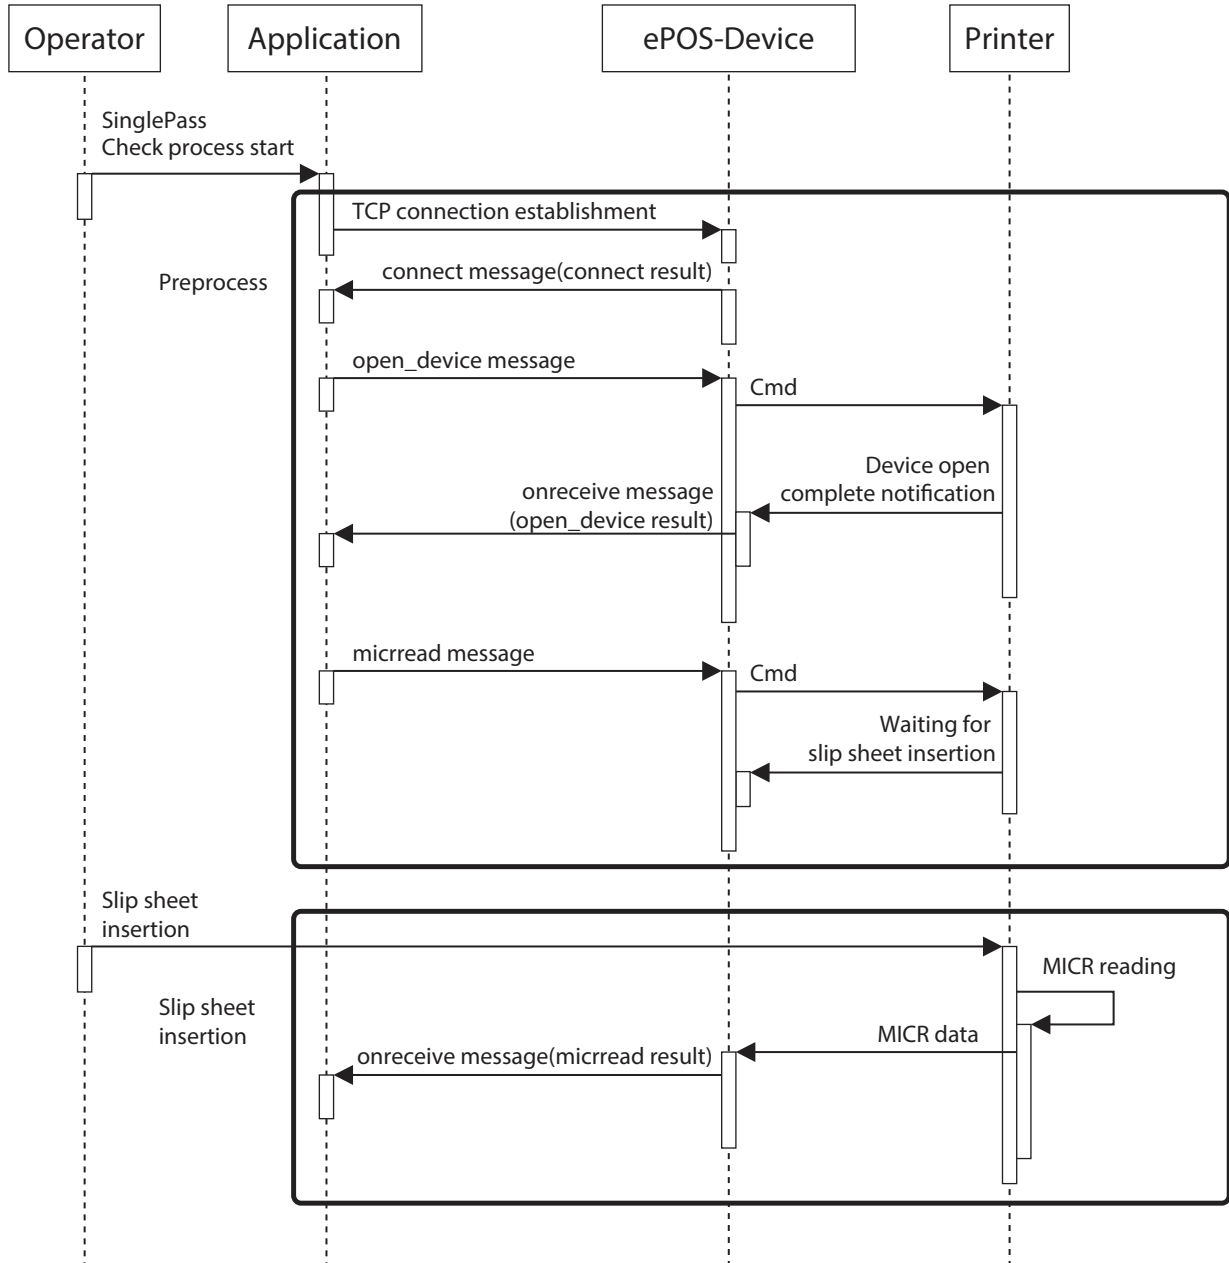 Operator
Application
ePOS-Device
Printer
SinglePass
Check process start
TCP connection establishment
Preprocess
connect message(connect result)
open_device message
Cmd
Device open
complete notification
onreceive message
(open_device result)
micrread message
Cmd
Waiting for
slip sheet insertion
Slip sheet
insertion
MICR reading
Slip sheet
insertion
MICR data
onreceive message(micrread result)